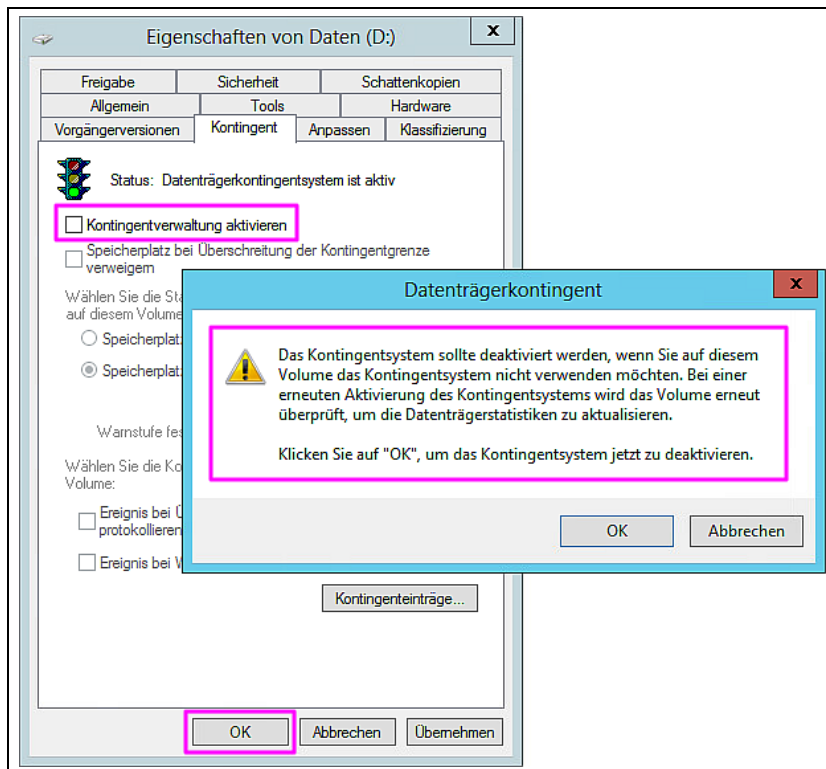 Eigenschaften von Daten (D:)
x
Freigabe
Sicherheit
Schattenkopien
Allgemein
Tools
Hardware
Vorgängerversionen
Kontingent
Anpassen
Klassifizierung
Status: Datenträgerkontingentsystem ist aktiv
Kontingentverwaltung aktivieren
Speicherplatz bei Überschreitung der Kontingentgrenze
verweigern
Wählen Sie die Sta
auf diesem Volume
Speicherplat
Speicherplat
Warnstufe fes
Wählen Sie die Ko
Volume:
Ereignis bei Ü
protokollieren
Ereignis bei W
Kontingenteinträge...
OK
Abbrechen
Übernehmen
Datenträgerkontingent
x
Das Kontingentsystem sollte deaktiviert werden, wenn Sie auf diesem
Volume das Kontingentsystem nicht verwenden möchten. Bei einer
erneuten Aktivierung des Kontingentsystems wird das Volume erneut
überprüft, um die Datenträgerstatistiken zu aktualisieren.
Klicken Sie auf "OK", um das Kontingentsystem jetzt zu deaktivieren.
OK
Abbrechen